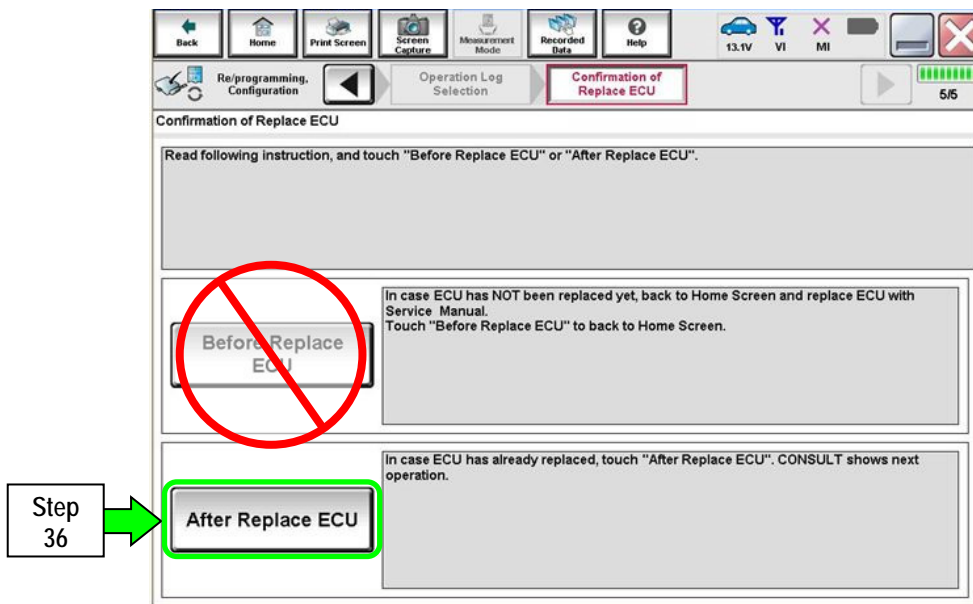 Back
Home
Print Screen
Screen
Capture
Measurement
Mode
Recorded
Data
Help
13.1V
VI
MI
Re/programming,
Configuration
Operation Log
Selection
Confirmation of
Replace ECU
5/5
Confirmation of Replace ECU
Read following instruction, and touch "Before Replace ECU" or "After Replace ECU".
Before Replace
ECU
In case ECU has NOT been replaced yet, back to Home Screen and replace ECU with
Service Manual.
Touch "Before Replace ECU" to back to Home Screen.
Step
36
After Replace ECU
In case ECU has already replaced, touch "After Replace ECU". CONSULT shows next
operation.